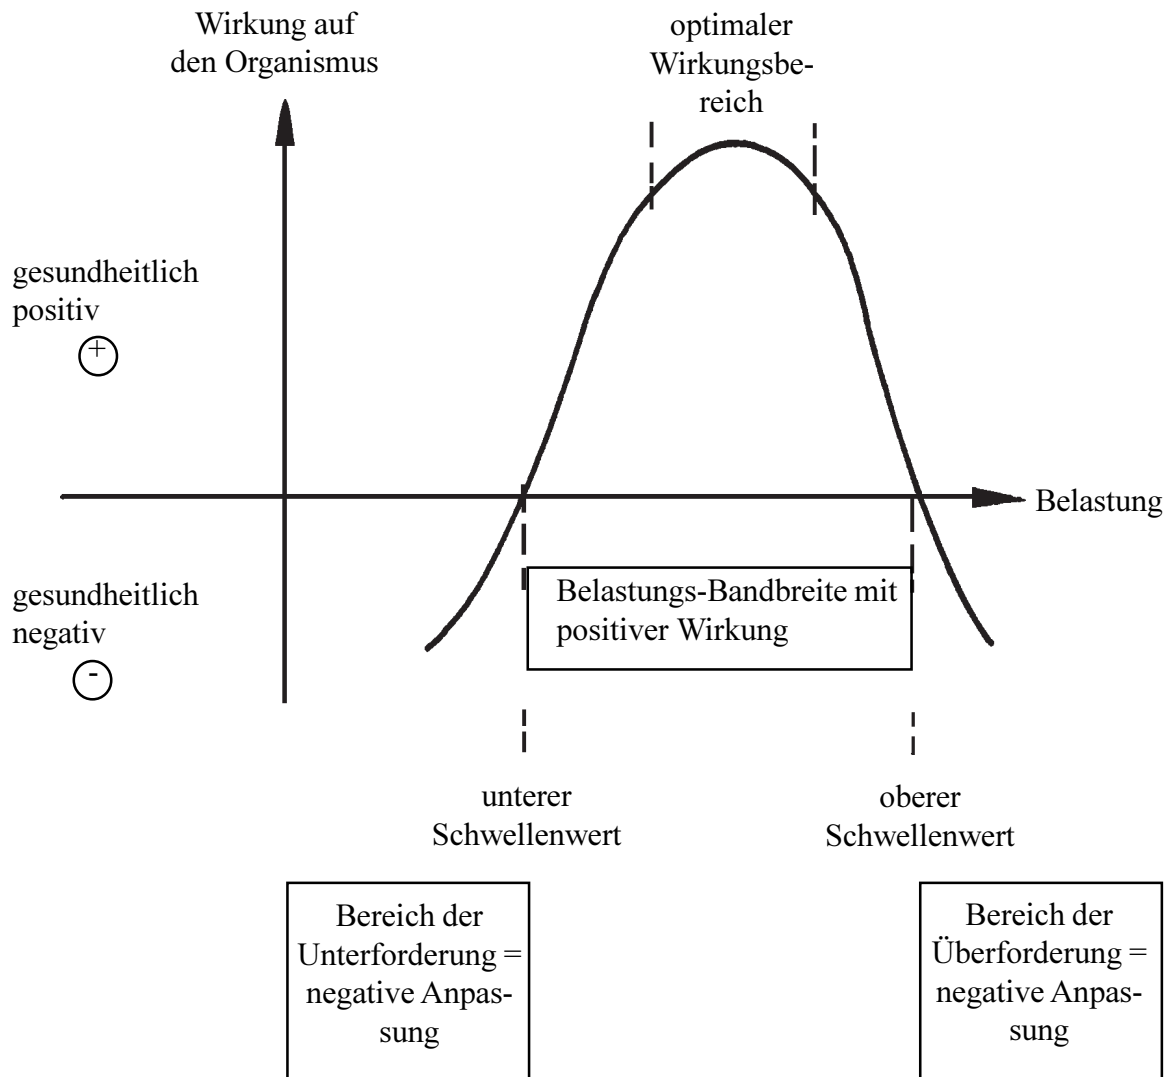 Wirkung auf
den Organismus
optimaler
Wirkungsbe-
reich
gesundheitlich
positiv
+
Belastung
gesundheitlich
negativ
-
Belastungs-Bandbreite mit
positiver Wirkung
unterer
Schwellenwert
oberer
Schwellenwert
Bereich der
Unterforderung =
negative Anpas-
sung
Bereich der
Überforderung =
negative Anpas-
sung